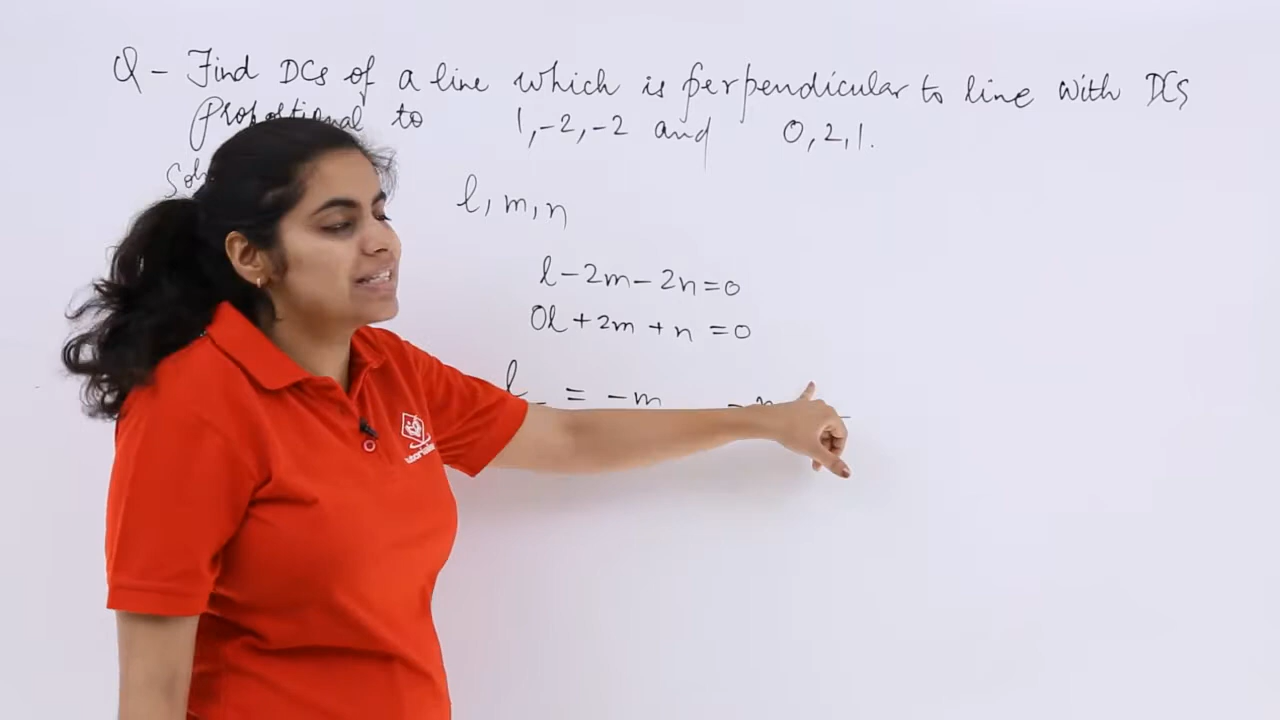 Q - Find DCs of a line which is perpendicular to line with DCS
Proportional to 1, -2, -2 and 0, 2, 1.
Soln
l, m, n
l - 2m - 2n = 0
0l + 2m + n = 0
l = -m